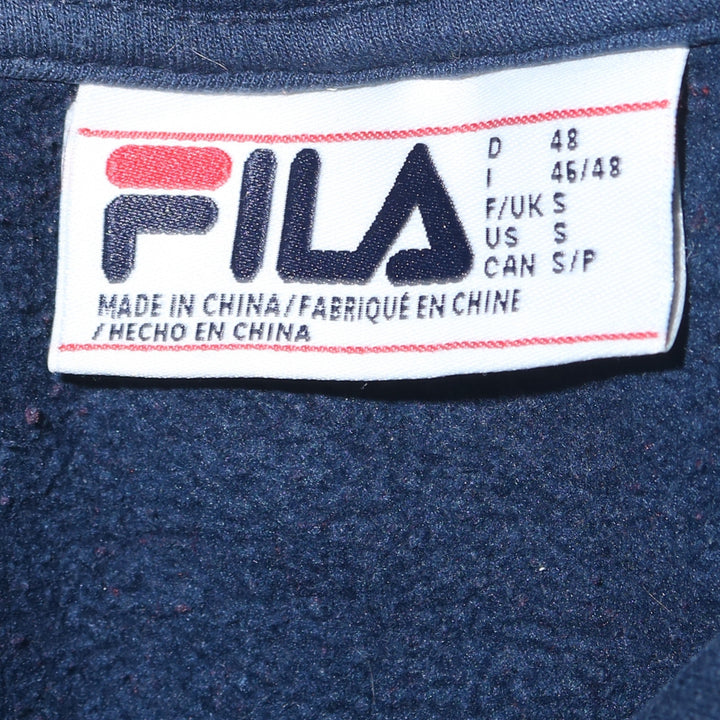 FILA
D 48
I 46/48
F/UK S
US S
CAN S/P
MADE IN CHINA/FABRIQUÉ EN CHINE
/HECHO EN CHINA